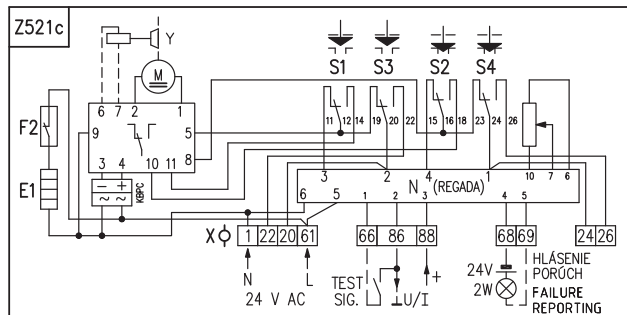 Z521c
Y
S1 S3 S2 S4
M
6 7 2 1
F2
9 5
11 12 14 19 20 22 15 16 18 23 24 26
8
3 4 10 11
10 7 6
− +
~ ~
KBPC
E1
3 2 4 1
N (REGADA)
6 5 1 2 3 4 5
X
1 22 20 61 66 86 88 68 69 24 26
N L
24 V AC
TEST
SIG.
U/I
+
24V
2W
HLÁSENIE
PORÚCH
FAILURE
REPORTING